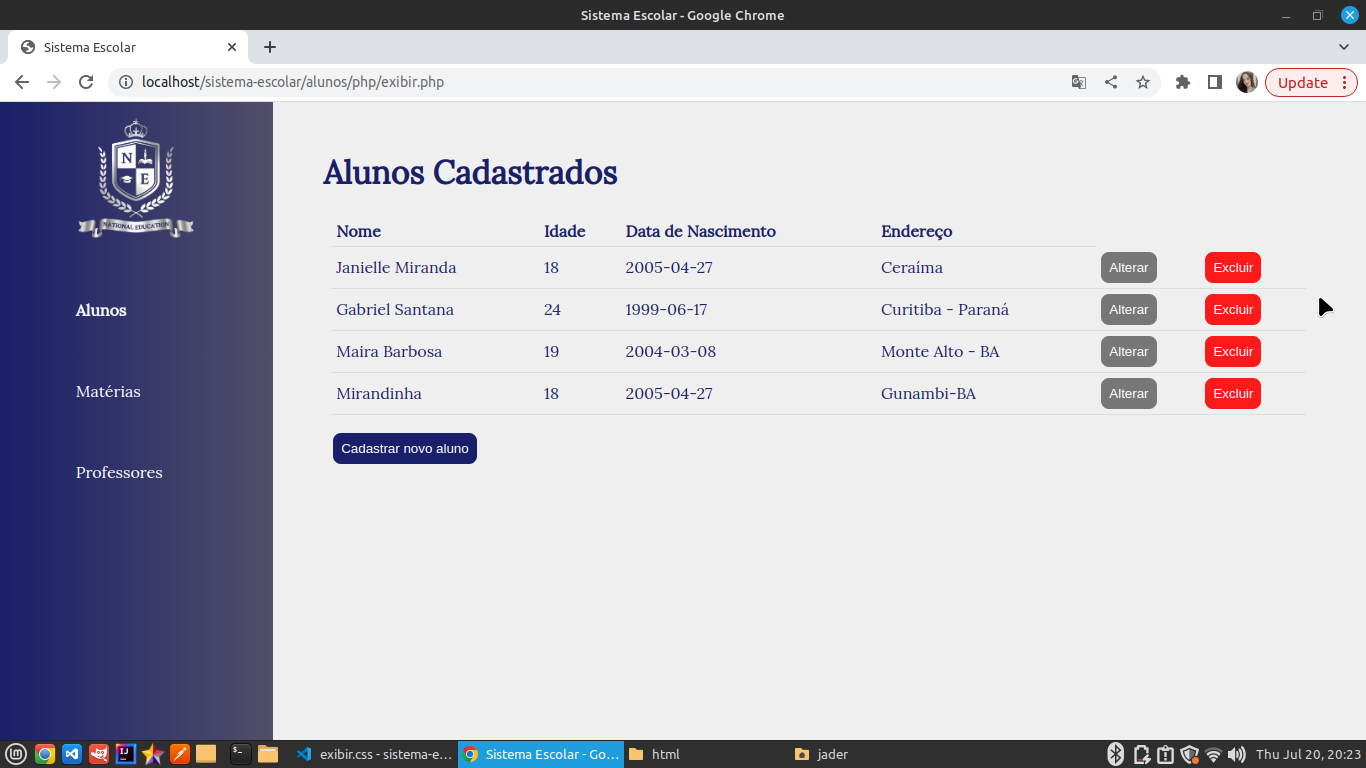 Sistema Escolar - Google Chrome
Sistema Escolar
localhost/sistema-escolar/alunos/php/exibir.php
Update
N
E
NATIONAL EDUCATION
Alunos
Matérias
Professores
Alunos Cadastrados
Nome Idade Data de Nascimento Endereço
Janielle Miranda 18 2005-04-27 Ceraíma Alterar Excluir
Gabriel Santana 24 1999-06-17 Curitiba - Paraná Alterar Excluir
Maira Barbosa 19 2004-03-08 Monte Alto - BA Alterar Excluir
Mirandinha 18 2005-04-27 Gunambi-BA Alterar Excluir
Cadastrar novo aluno
exibir.css - sistema-e... Sistema Escolar - Go... html jader Thu Jul 20, 20:23